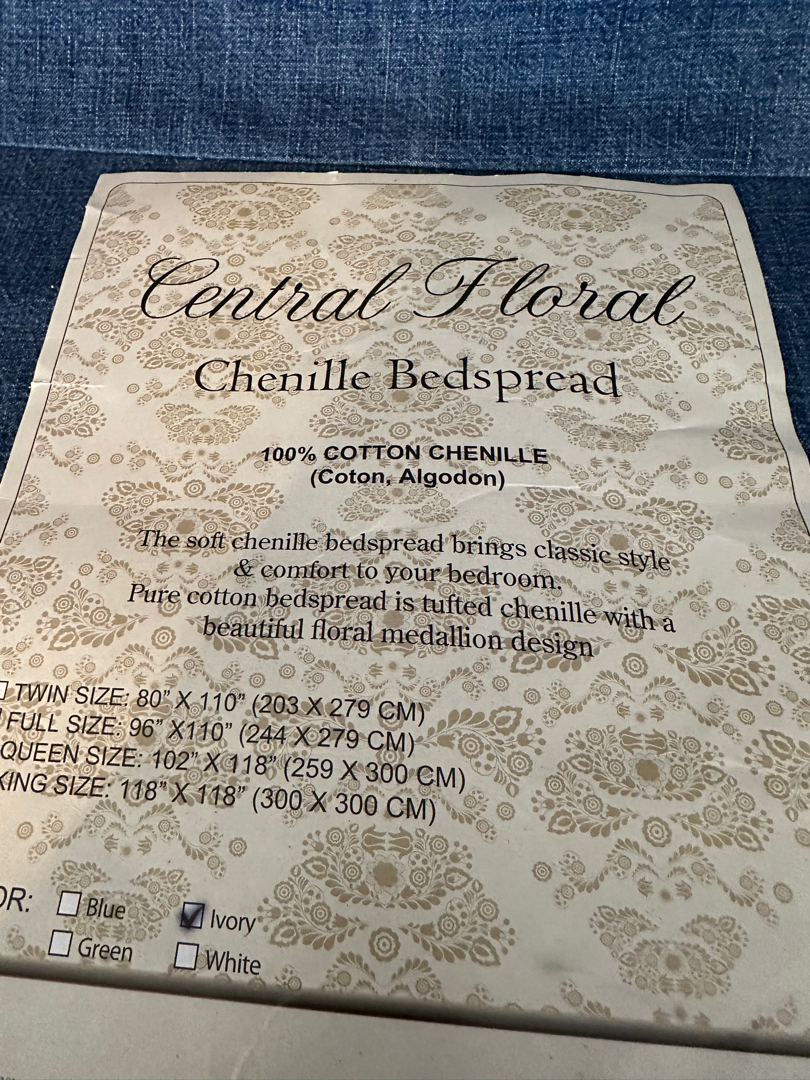 Central Floral
Chenille Bedspread
100% COTTON CHENILLE
(Coton, Algodon)
The soft chenille bedspread brings classic style
& comfort to your bedroom.
Pure cotton bedspread is tufted chenille with a
beautiful floral medallion design
TWIN SIZE: 80” X 110” (203 X 279 CM)
FULL SIZE: 96” X110” (244 X 279 CM)
QUEEN SIZE: 102” X 118” (259 X 300 CM)
KING SIZE: 118” X 118” (300 X 300 CM)
OR: Blue Ivory
Green White